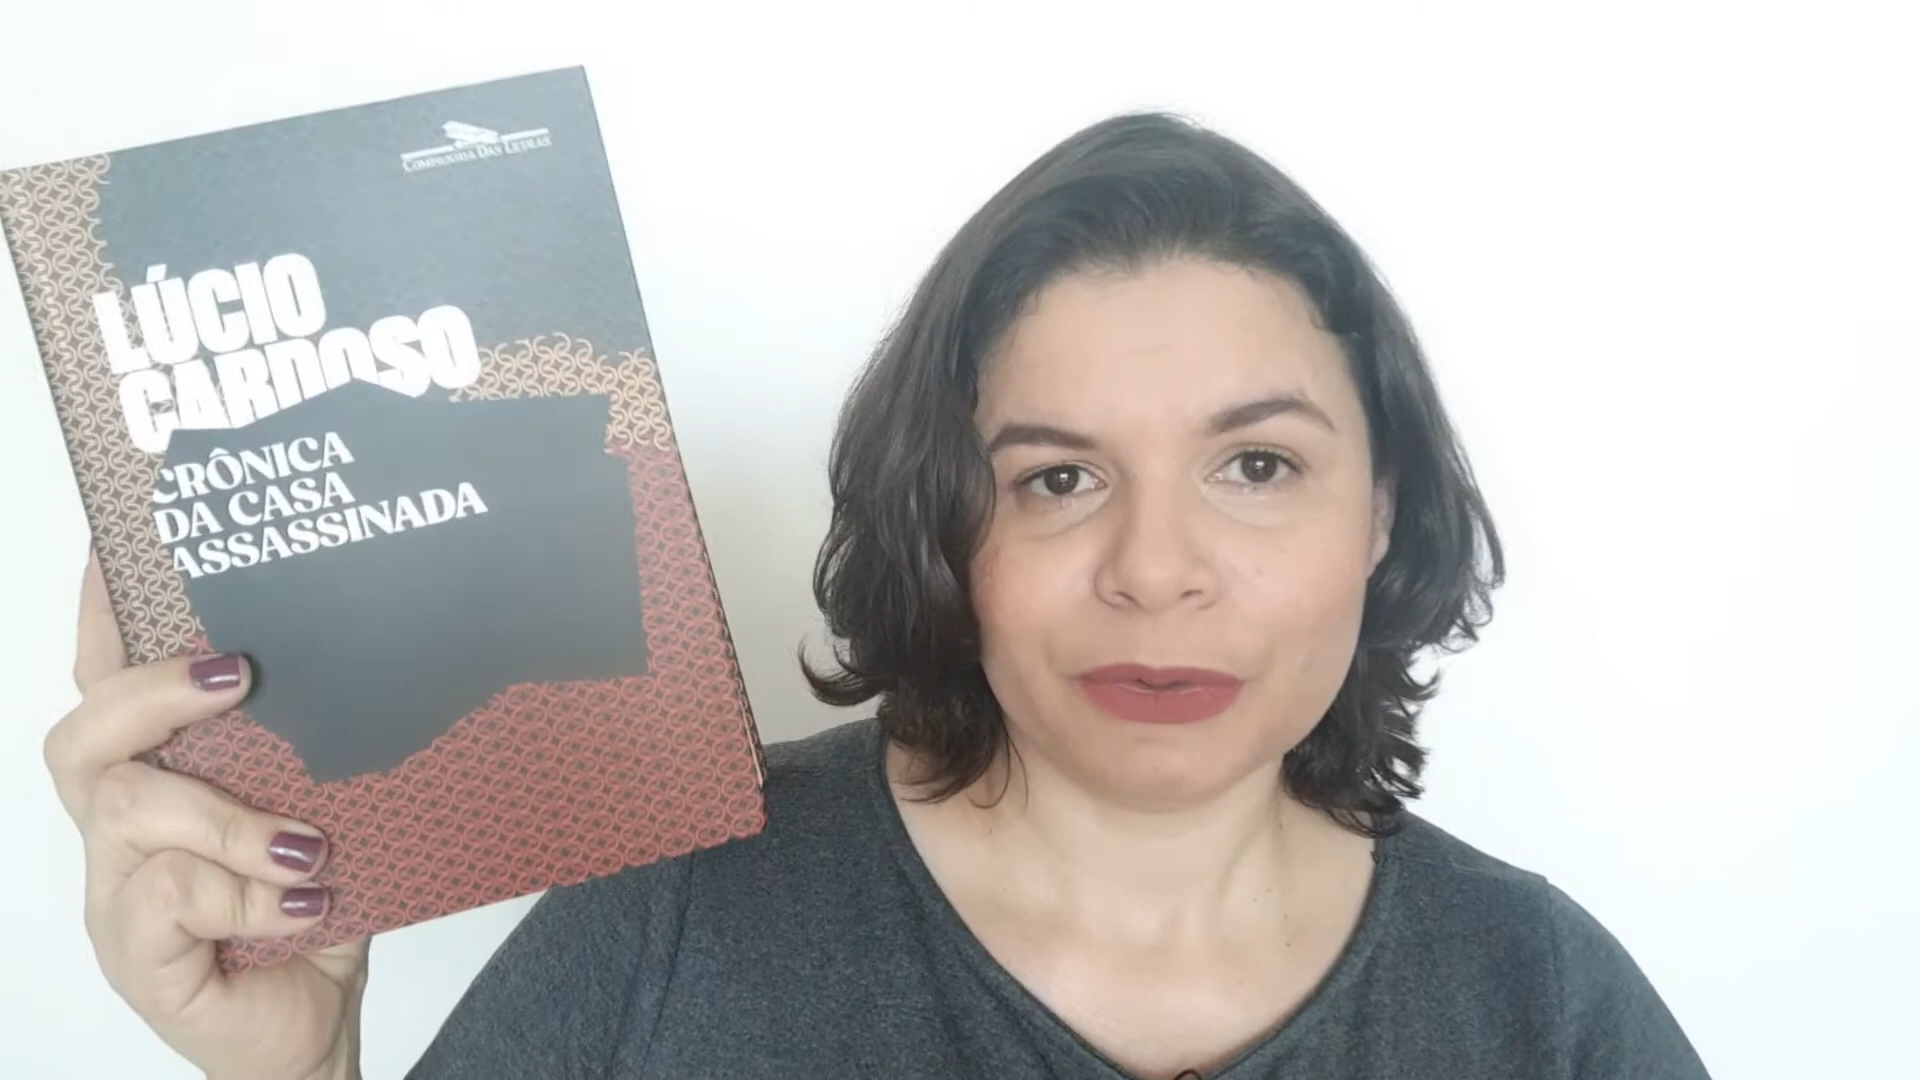 COMPANHIA DAS LETRAS
LÚCIO
CARDOSO
CRÔNICA
DA CASA
ASSASSINADA